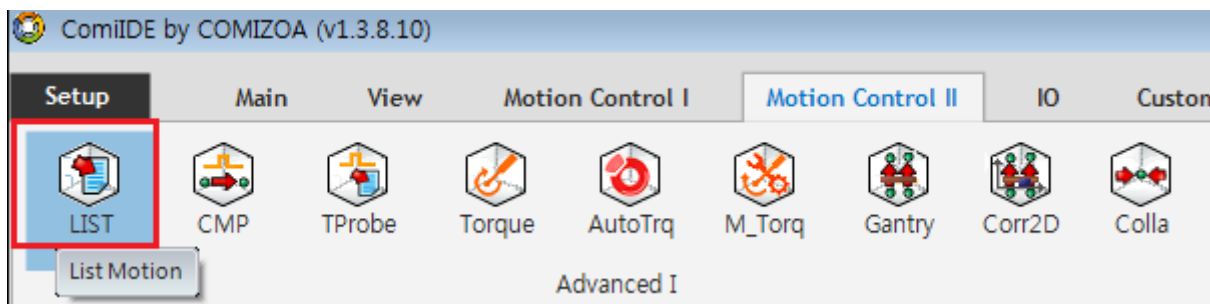 ComiIDE by COMIZOA (v1.3.8.10)
Setup Main View Motion Control I Motion Control II IO Custom
LIST CMP TProbe Torque AutoTrq M_Torq Gantry Corr2D Colla
List Motion
Advanced I